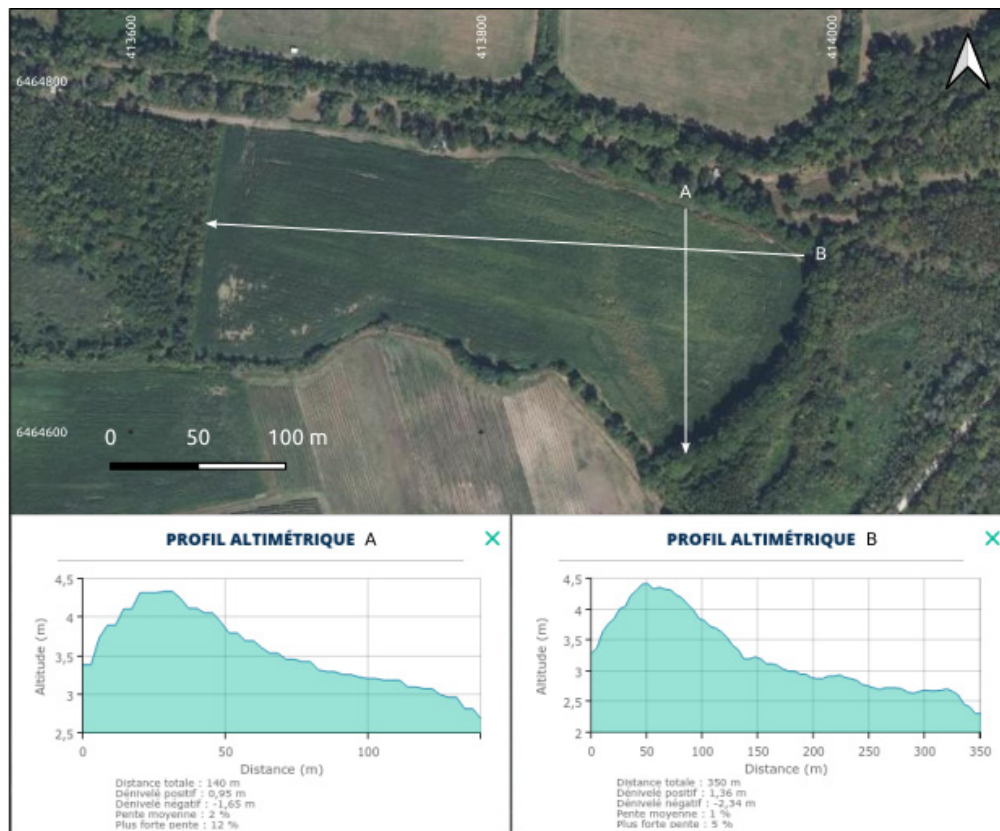 413600
413800
414000
6464800
A
B
6464600
0 50 100 m
PROFIL ALTIMÉTRIQUE A
4,5
4
3,5
3
2,5
Altitude (m)
0 50 100
Distance (m)
Distance totale : 140 m
Dénivelé positif : 0,95 m
Dénivelé négatif : -1,65 m
Pente moyenne : 2 %
Plus forte pente : 12 %
PROFIL ALTIMÉTRIQUE B
4,5
4
3,5
3
2,5
2
Altitude (m)
0 50 100 150 200 250 300 350
Distance (m)
Distance totale : 350 m
Dénivelé positif : 1,36 m
Dénivelé négatif : -2,34 m
Pente moyenne : 1 %
Plus forte pente : 5 %